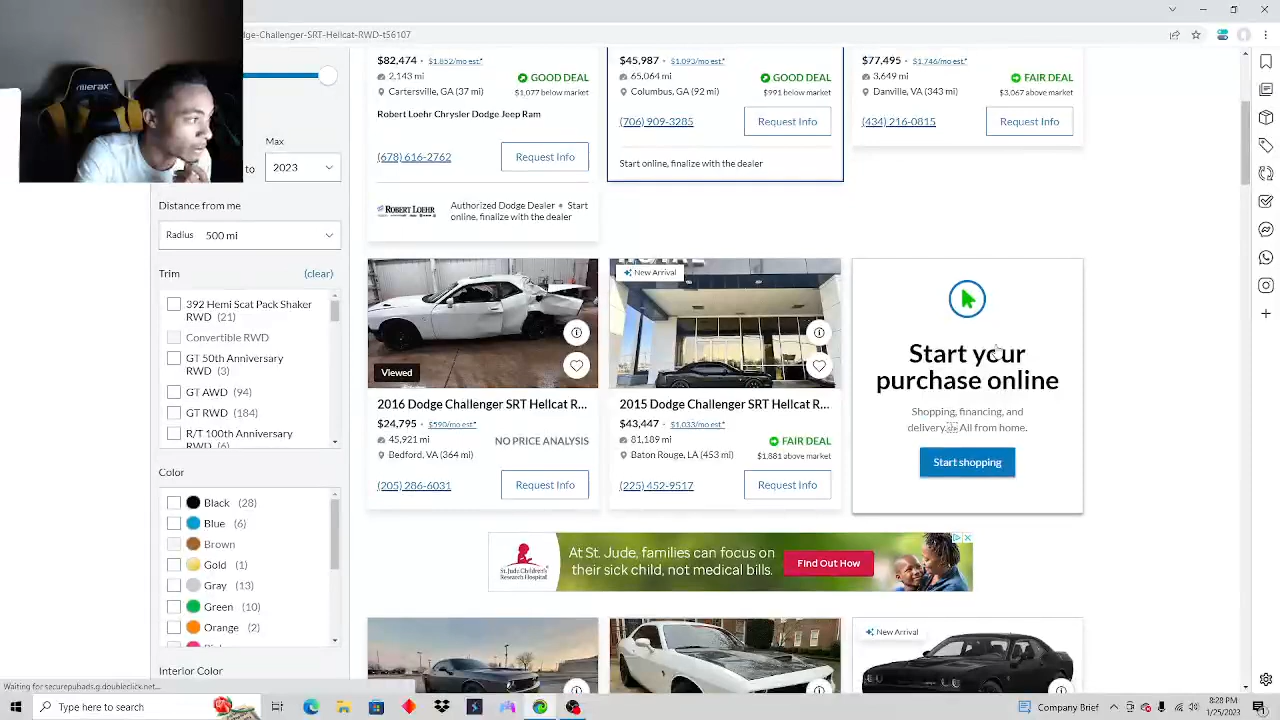 dge-Challenger-SRT-Hellcat-RWD-t56107
Max
to
2023
Distance from me
Radius 500 mi
Trim
(clear)
392 Hemi Scat Pack Shaker
RWD (21)
Convertible RWD
GT 50th Anniversary
RWD (3)
GT AWD (94)
GT RWD (184)
R/T 100th Anniversary
RWD (6)
Color
Black (28)
Blue (6)
Brown
Gold (1)
Gray (13)
Green (10)
Orange (2)
Interior Color
$82,474 · $1,852/mo est.*
2,143 mi
GOOD DEAL
Cartersville, GA (37 mi)
$1,077 below market
Robert Loehr Chrysler Dodge Jeep Ram
(678) 616-2762
Request Info
ROBERT LOEHR
Authorized Dodge Dealer • Start
online, finalize with the dealer
$45,987 · $1,093/mo est.*
65,064 mi
GOOD DEAL
Columbus, GA (92 mi)
$991 below market
(706) 909-3285
Request Info
Start online, finalize with the dealer
$77,495 · $1,746/mo est.*
3,649 mi
FAIR DEAL
Danville, VA (343 mi)
$3,067 above market
(434) 216-0815
Request Info
Viewed
2016 Dodge Challenger SRT Hellcat R...
$24,795 · $590/mo est.*
45,921 mi
NO PRICE ANALYSIS
Bedford, VA (364 mi)
(205) 286-6031
Request Info
New Arrival
2015 Dodge Challenger SRT Hellcat R...
$43,447 · $1,033/mo est.*
81,189 mi
FAIR DEAL
Baton Rouge, LA (453 mi)
$1,881 above market
(225) 452-9517
Request Info
Start your
purchase online
Shopping, financing, and
delivery All from home.
Start shopping
St. Jude Children's
Research Hospital
At St. Jude, families can focus on
their sick child, not medical bills.
Find Out How
New Arrival
Waiting for securepubads.g.doubleclick.net...
Type here to search
Company Brief
8:28 PM
1/25/2023